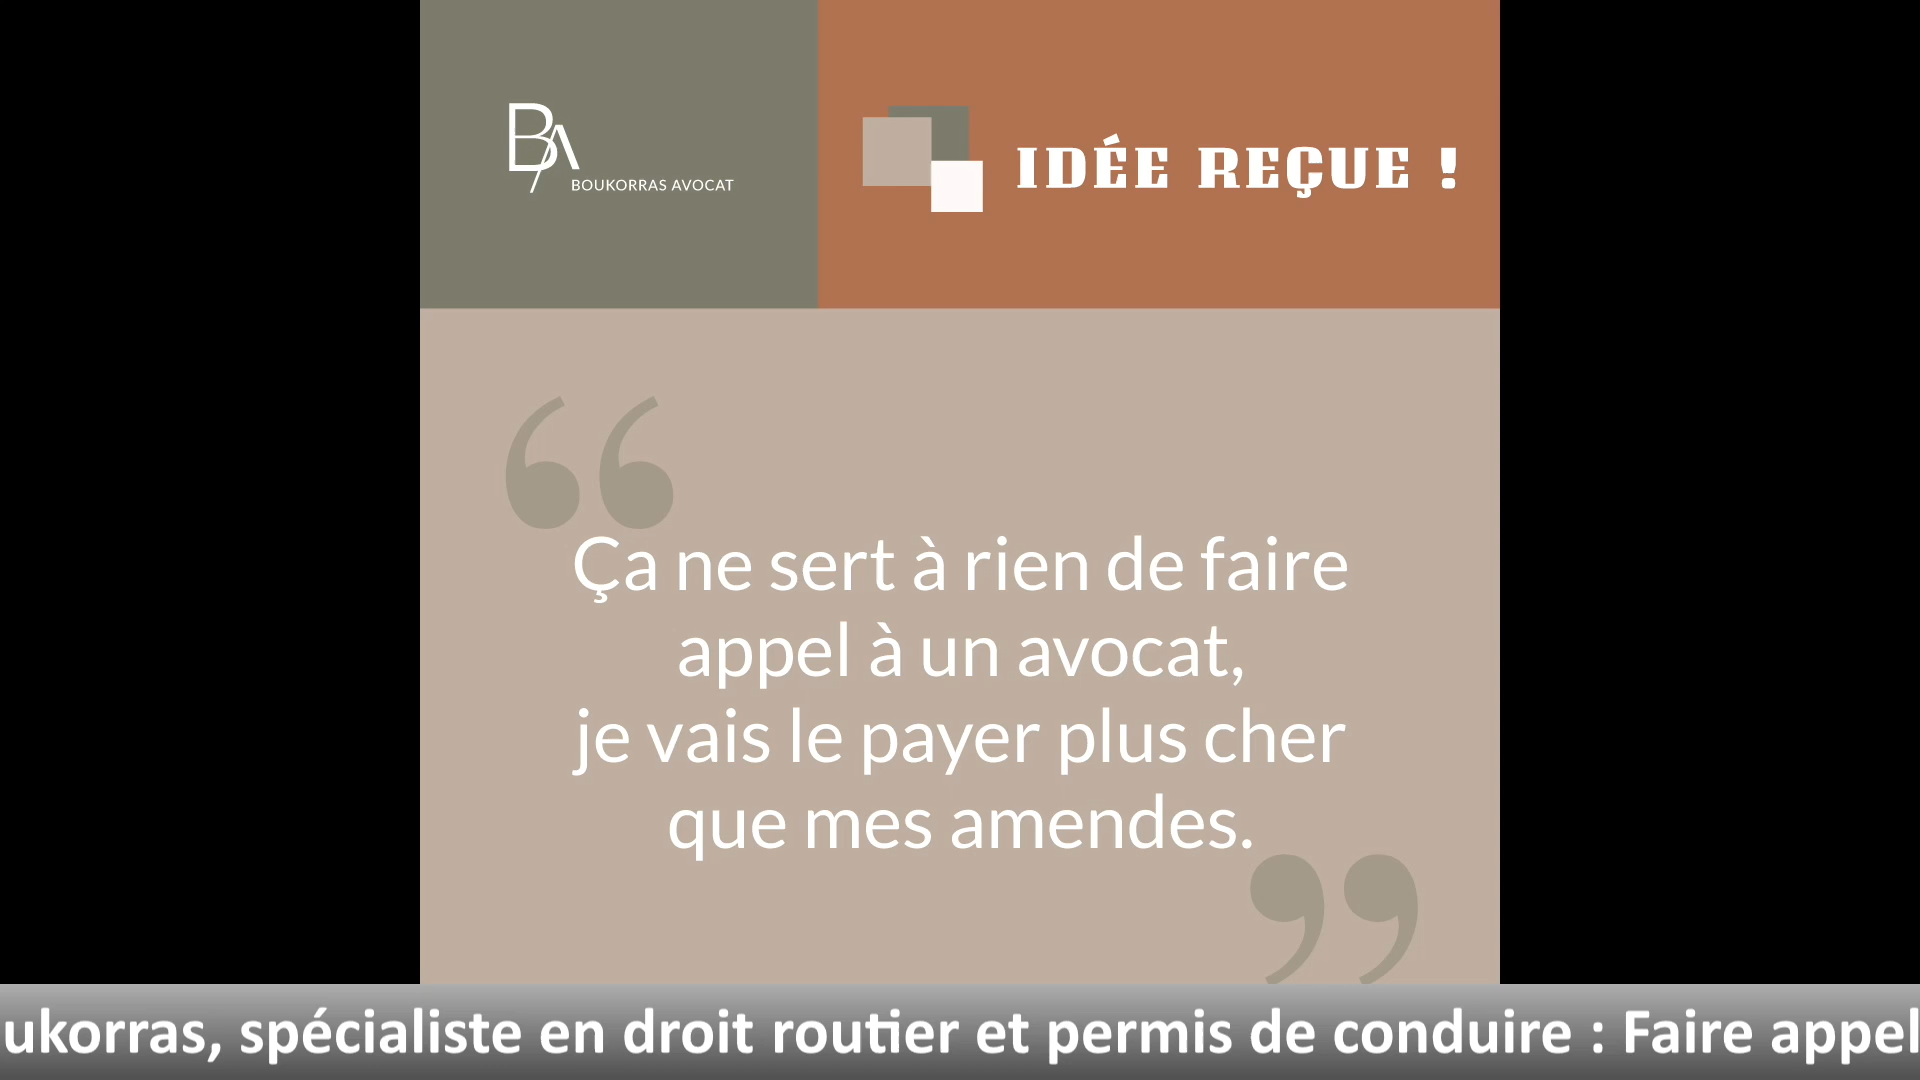 BA
BOUKORRAS AVOCAT
IDÉE REÇUE !
“
Ça ne sert à rien de faire
appel à un avocat,
je vais le payer plus cher
que mes amendes.
”
ukorras, spécialiste en droit routier et permis de conduire : Faire appel